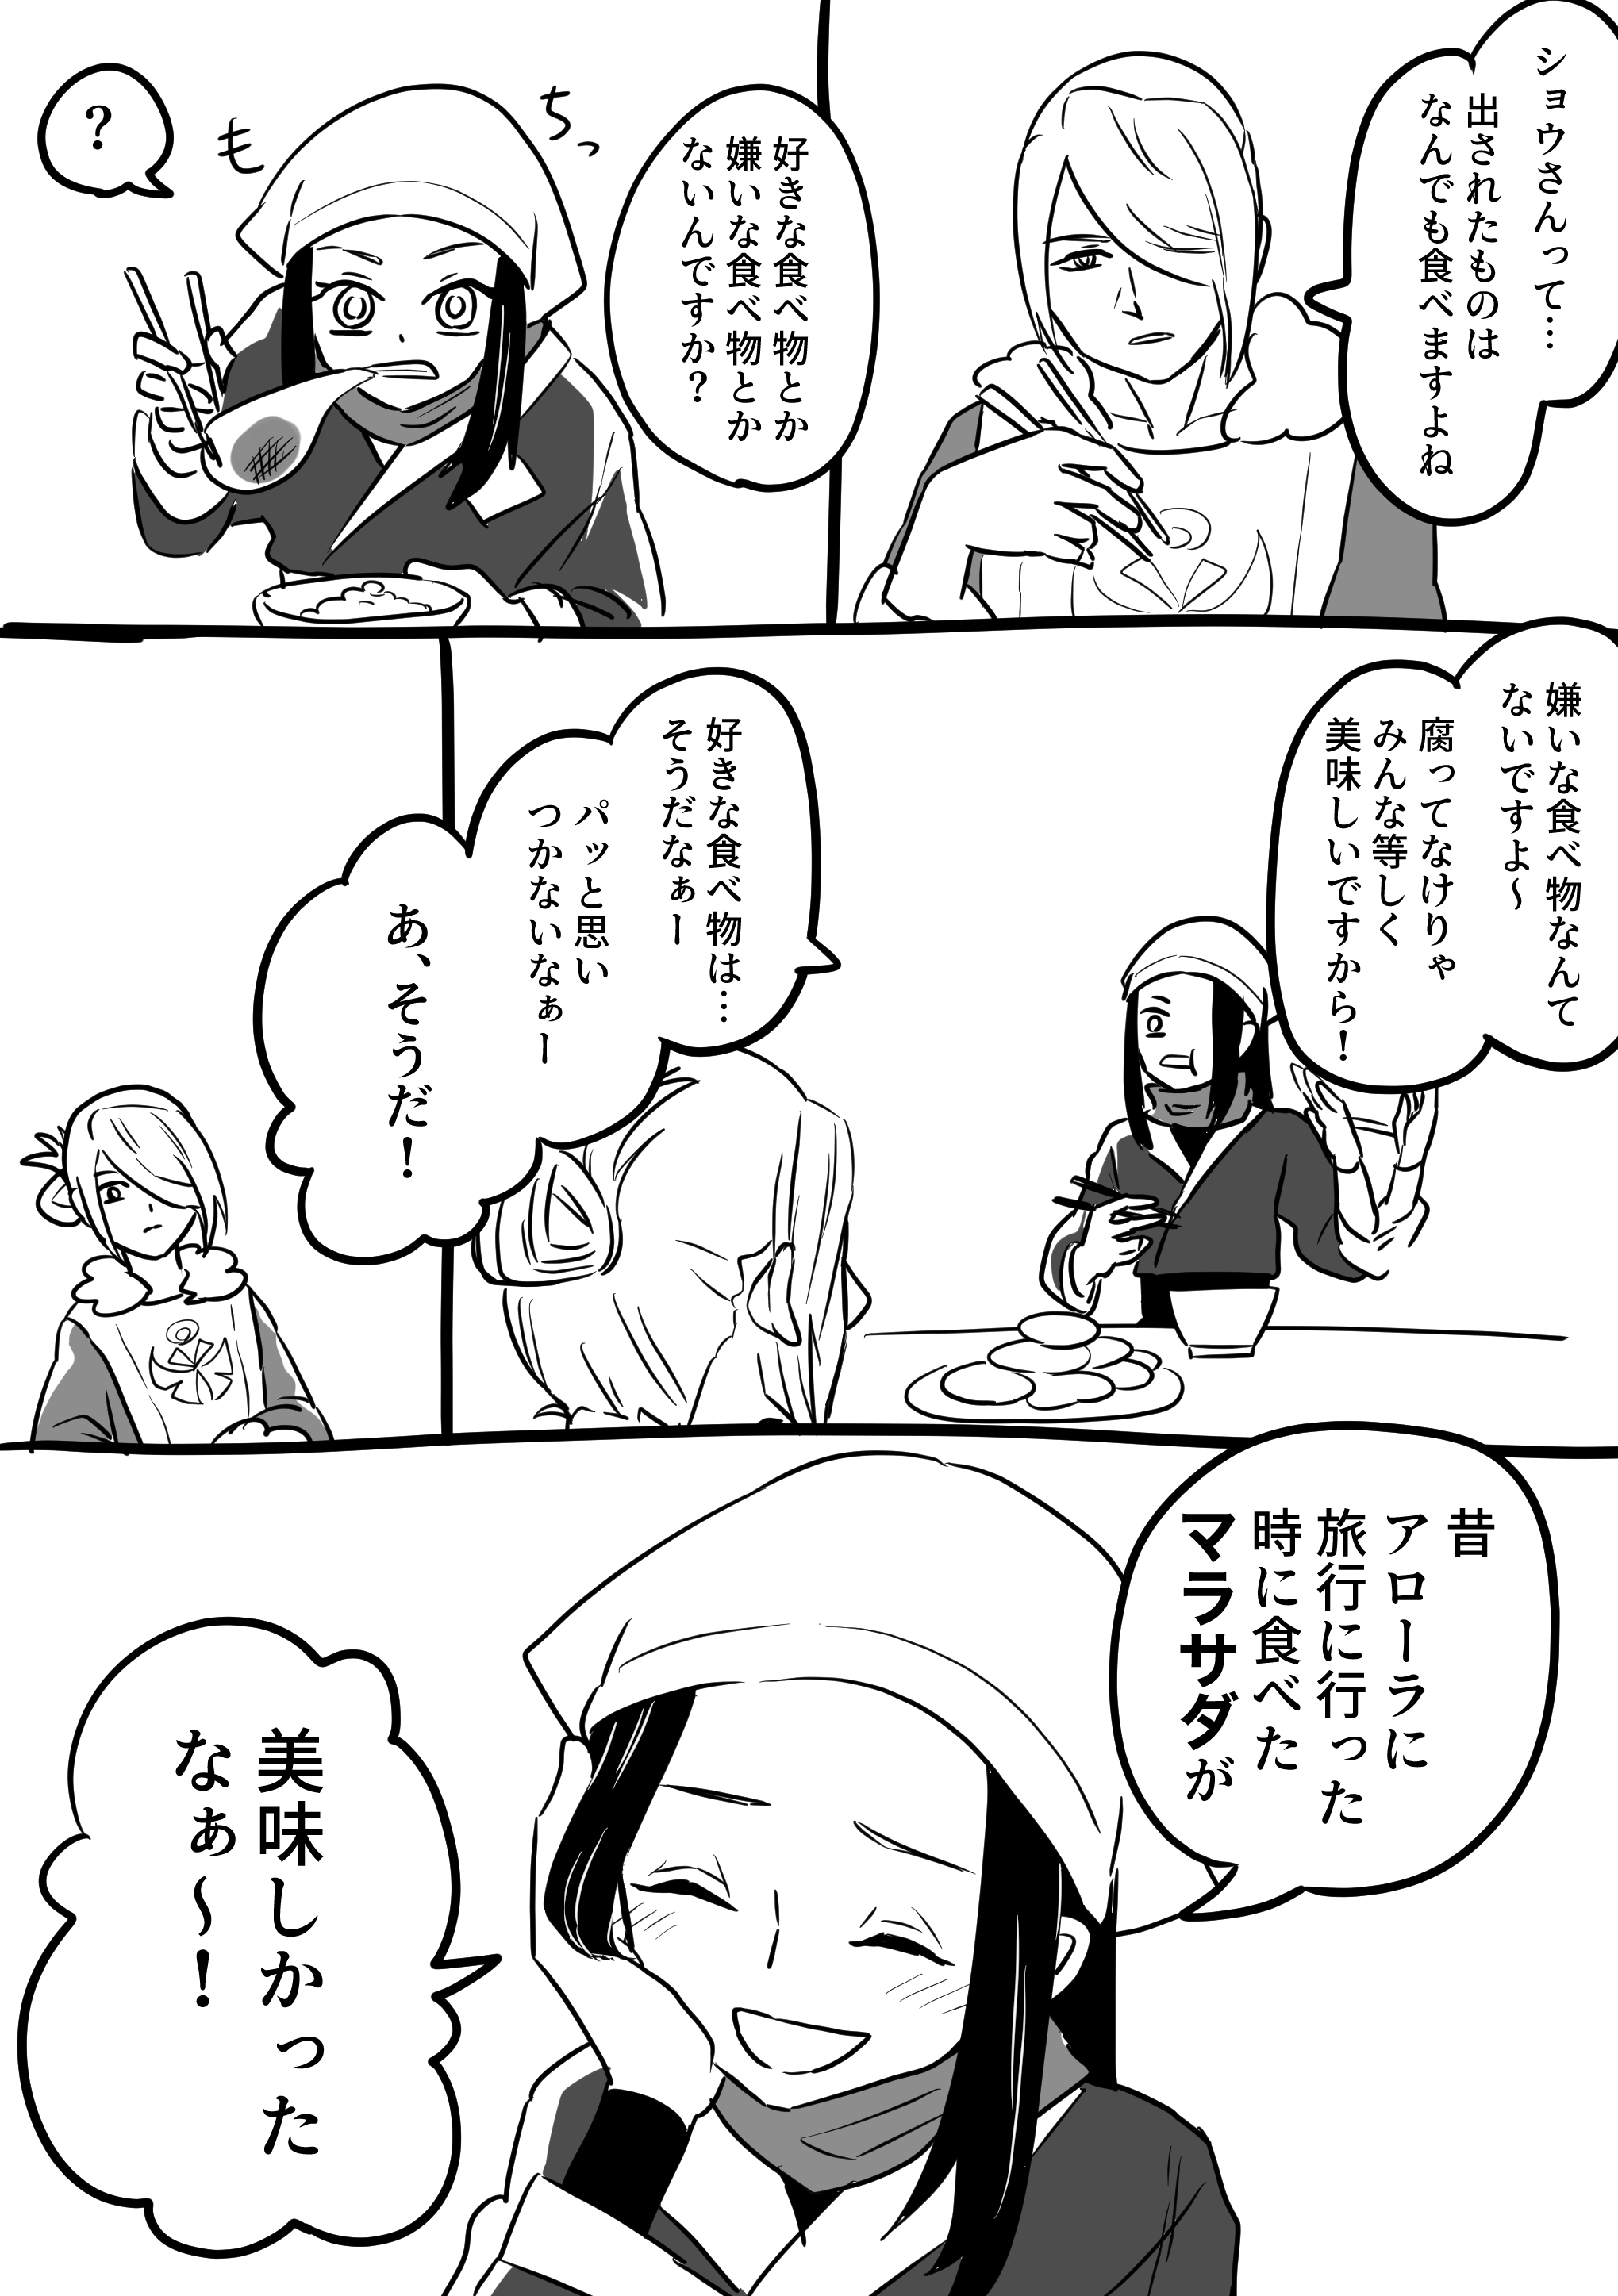 ショウさんって…
出されたものは
なんでも食べますよね
好きな食べ物とか
嫌いな食べ物とか
ないんですか？
もちっ
？
嫌いな食べ物なんて
ないですよ～
腐ってなけりゃ
みんな等しく
美味しいですから！
好きな食べ物は…
そうだなぁー
パッと思い
つかないなぁー
あ、そうだ！
昔
アローラに
旅行に行った
時に食べた
マラサダが
美味しかった
なぁ～！